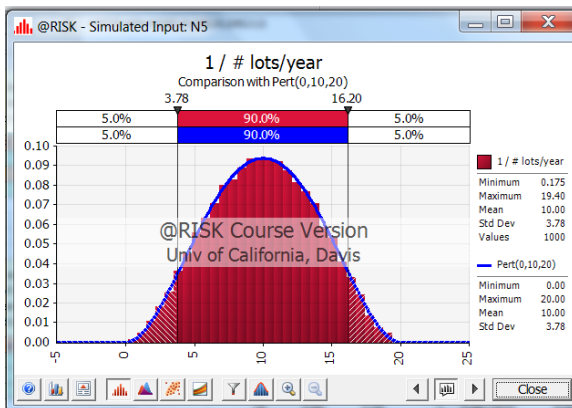 @RISK - Simulated Input: N5
1 / # lots/year
Comparison with Pert(0,10,20)
3.78 16.20
5.0% 90.0% 5.0%
5.0% 90.0% 5.0%
0.10
0.09
0.08
0.07
0.06
0.05
0.04
0.03
0.02
0.01
0.00
-5 0 5 10 15 20 25
@RISK Course Version
Univ of California, Davis
1 / # lots/year
Minimum 0.175
Maximum 19.40
Mean 10.00
Std Dev 3.78
Values 1000
Pert(0,10,20)
Minimum 0.00
Maximum 20.00
Mean 10.00
Std Dev 3.78
Close